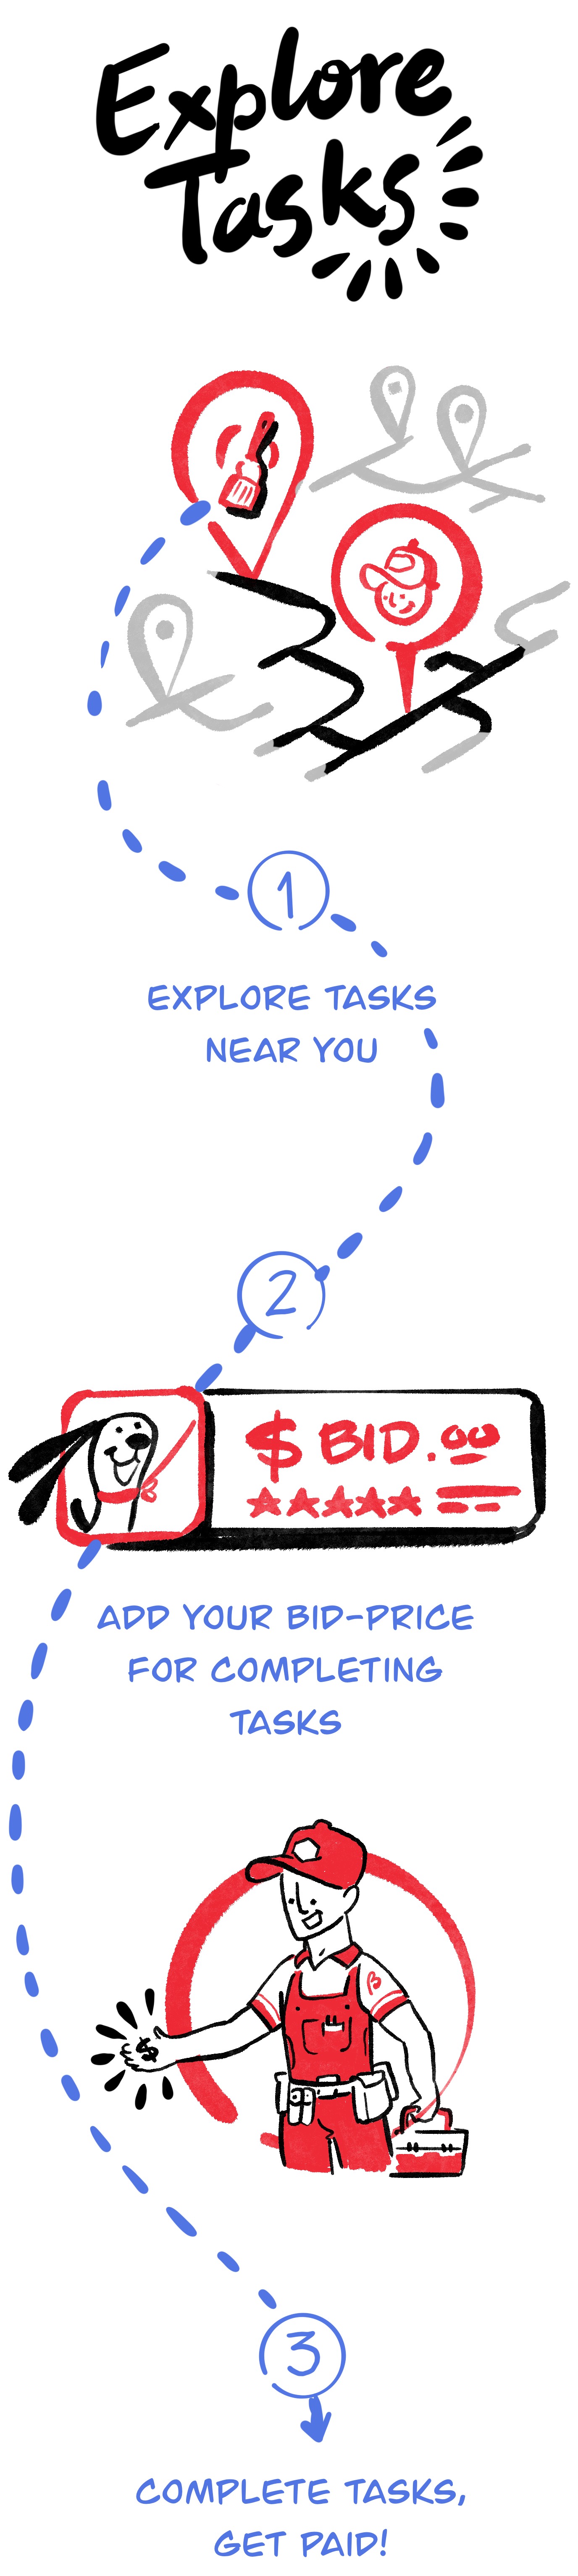 Explore
Tasks
1
EXPLORE TASKS
NEAR YOU
2
$ BID.00
ADD YOUR BID-PRICE
FOR COMPLETING
TASKS
B
$
3
COMPLETE TASKS,
GET PAID!